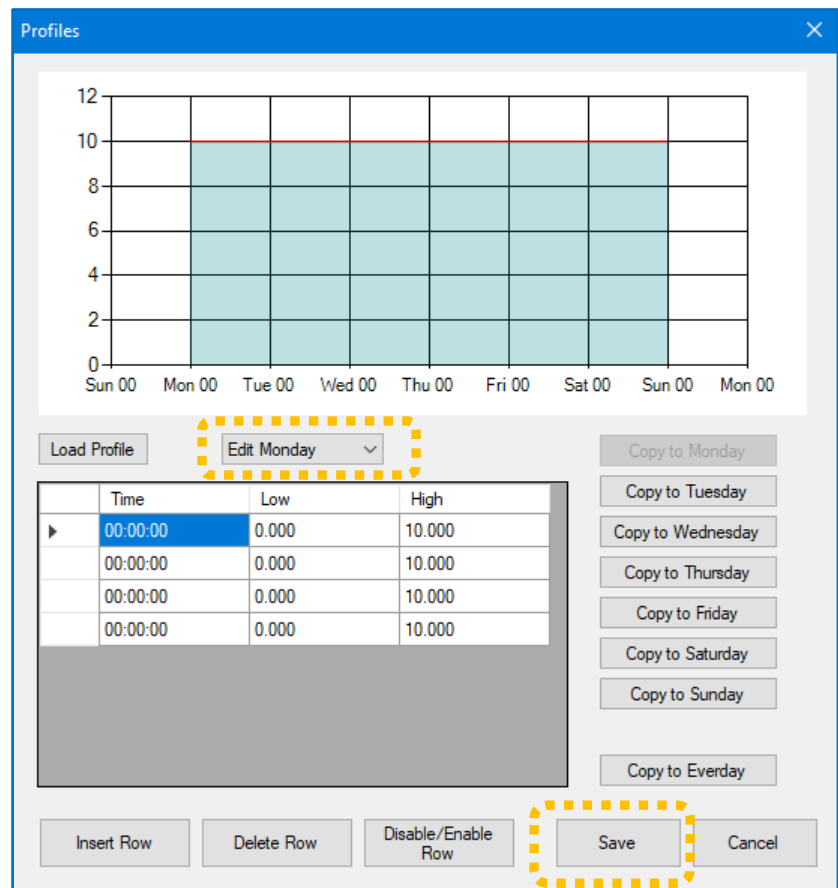 Profiles
12
10
8
6
4
2
0
Sun 00 Mon 00 Tue 00 Wed 00 Thu 00 Fri 00 Sat 00 Sun 00 Mon 00
Load Profile Edit Monday Copy to Monday
Time Low High Copy to Tuesday
00:00:00 0.000 10.000 Copy to Wednesday
00:00:00 0.000 10.000 Copy to Thursday
00:00:00 0.000 10.000 Copy to Friday
00:00:00 0.000 10.000 Copy to Saturday
Copy to Sunday
Copy to Everday
Insert Row Delete Row Disable/Enable Row Save Cancel